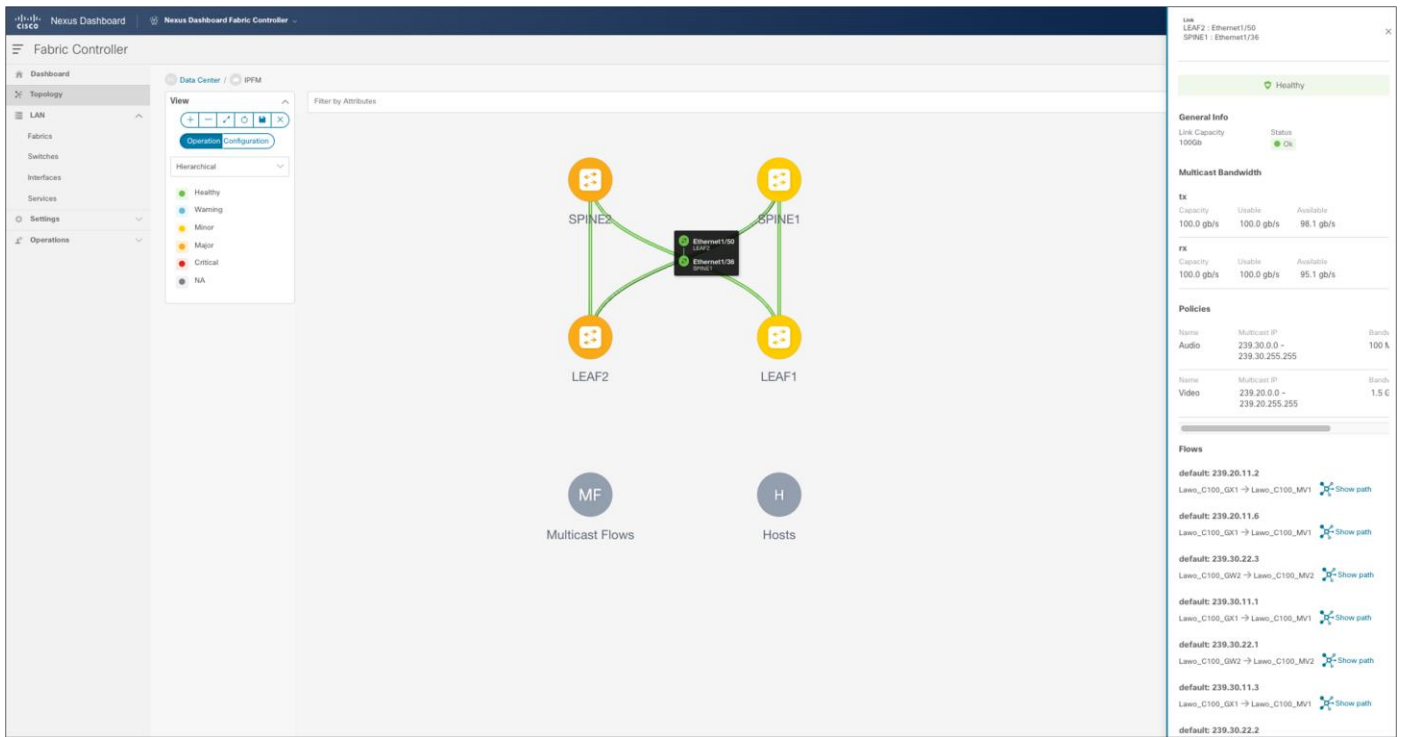 CISCO Nexus Dashboard Nexus Dashboard Fabric Controller
Fabric Controller
Dashboard
Topology
LAN
Fabrics
Switches
Interfaces
Services
Settings
Operations
Data Center / IPFM
View
Operation Configuration
Hierarchical
Healthy
Warning
Minor
Major
Critical
NA
Filter by Attributes
SPINE2
SPINE1
Ethernet1/50
LEAF2
Ethernet1/36
SPINE1
LEAF2
LEAF1
MF
H
Multicast Flows
Hosts
Link
LEAF2 : Ethernet1/50
SPINE1 : Ethernet1/36
Healthy
General Info
Link Capacity Status
100Gb Ok
Multicast Bandwidth
tx
Capacity Usable Available
100.0 gb/s 100.0 gb/s 98.1 gb/s
rx
Capacity Usable Available
100.0 gb/s 100.0 gb/s 95.1 gb/s
Policies
Name Multicast IP
Audio 239.30.0.0 - 100
239.30.255.255
Name Multicast IP
Video 239.20.0.0 - 1.5
239.20.255.255
Flows
default: 239.20.11.2
Lawo_C100_GX1 → Lawo_C100_MV1 Show path
default: 239.20.11.6
Lawo_C100_GX1 → Lawo_C100_MV1 Show path
default: 239.30.22.3
Lawo_C100_GW2 → Lawo_C100_MV2 Show path
default: 239.30.11.1
Lawo_C100_GX1 → Lawo_C100_MV1 Show path
default: 239.30.22.1
Lawo_C100_GW2 → Lawo_C100_MV2 Show path
default: 239.30.11.3
Lawo_C100_GX1 → Lawo_C100_MV1 Show path
default: 239.30.22.2